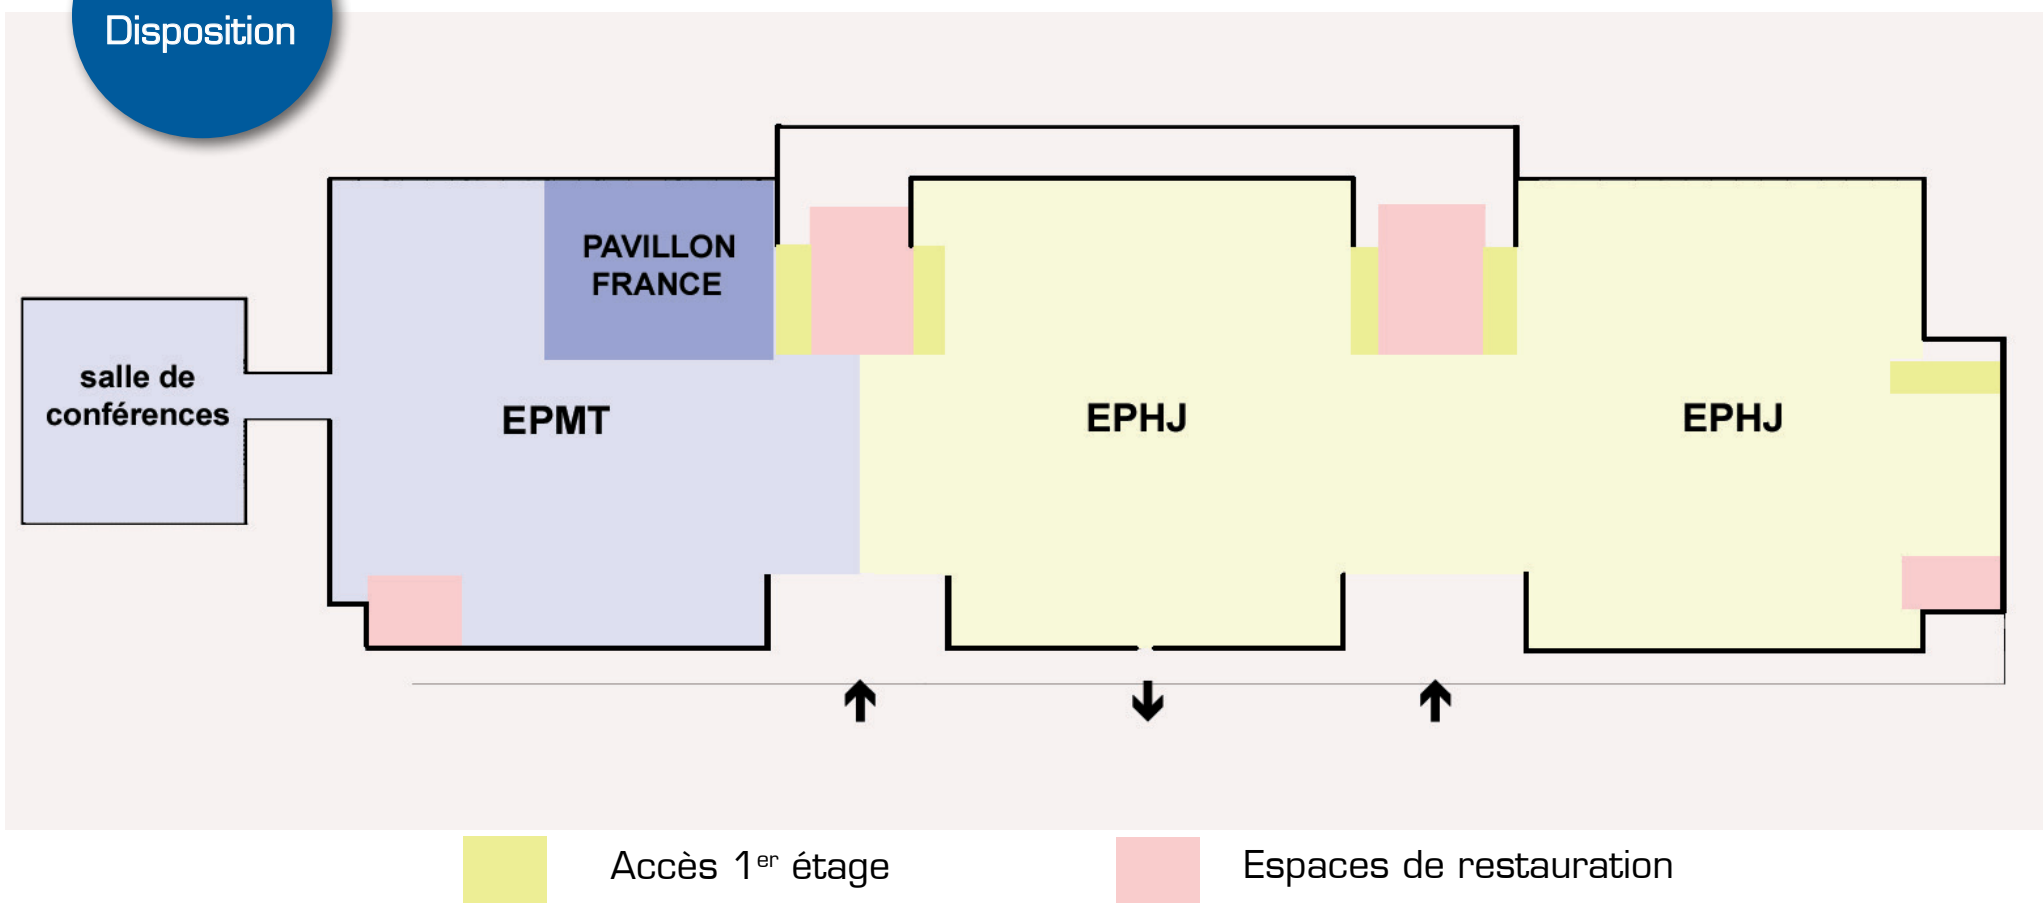 Disposition
PAVILLON
FRANCE
salle de
conférences
EPMT
EPHJ
EPHJ
Accès 1er étage
Espaces de restauration